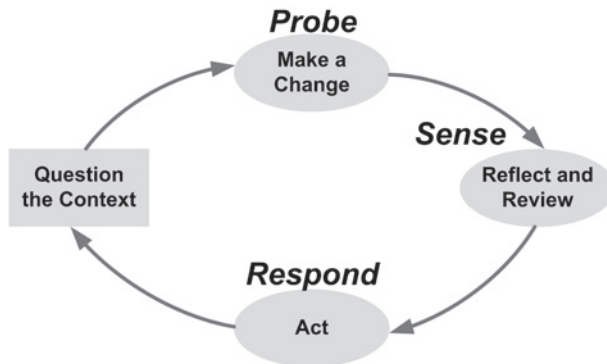 Probe
Make a
Change
Sense
Reflect and
Review
Question
the Context
Respond
Act